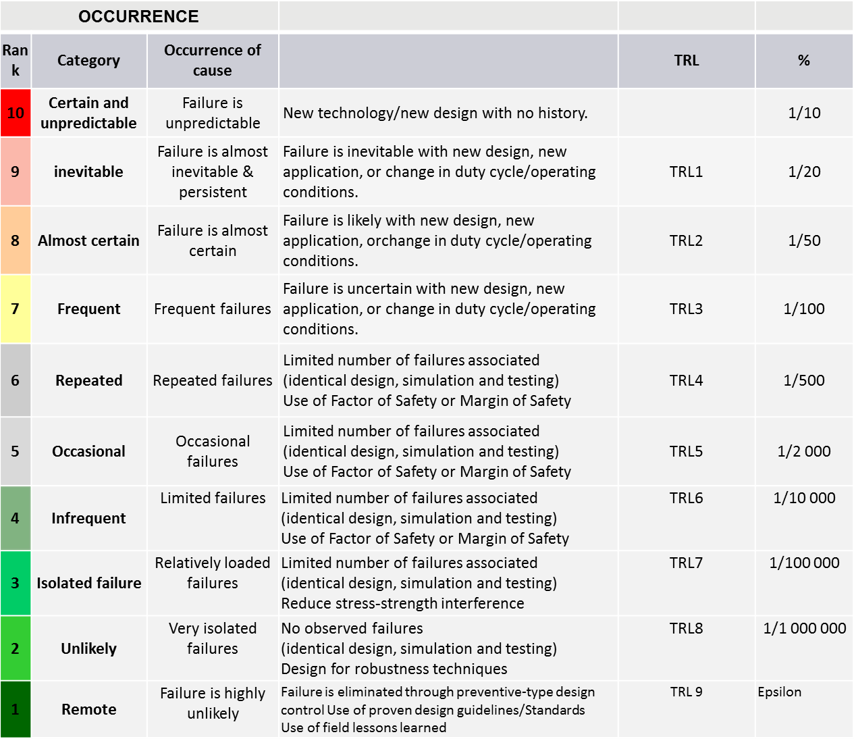 OCCURRENCE
Ran
k
Category
Occurrence of
cause
TRL
%
10
Certain and
unpredictable
Failure is
unpredictable
New technology/new design with no history.
1/10
9
inevitable
Failure is almost
inevitable &
persistent
Failure is inevitable with new design, new
application, or change in duty cycle/operating
conditions.
TRL1
1/20
8
Almost certain
Failure is almost
certain
Failure is likely with new design, new
application, orchange in duty cycle/operating
conditions.
TRL2
1/50
7
Frequent
Frequent failures
Failure is uncertain with new design, new
application, or change in duty cycle/operating
conditions.
TRL3
1/100
6
Repeated
Repeated failures
Limited number of failures associated
(identical design, simulation and testing)
Use of Factor of Safety or Margin of Safety
TRL4
1/500
5
Occasional
Occasional
failures
Limited number of failures associated
(identical design, simulation and testing)
Use of Factor of Safety or Margin of Safety
TRL5
1/2 000
4
Infrequent
Limited failures
Limited number of failures associated
(identical design, simulation and testing)
Use of Factor of Safety or Margin of Safety
TRL6
1/10 000
3
Isolated failure
Relatively loaded
failures
Limited number of failures associated
(identical design, simulation and testing)
Reduce stress-strength interference
TRL7
1/100 000
2
Unlikely
Very isolated
failures
No observed failures
(identical design, simulation and testing)
Design for robustness techniques
TRL8
1/1 000 000
1
Remote
Failure is highly
unlikely
Failure is eliminated through preventive-type design
control Use of proven design guidelines/Standards
Use of field lessons learned
TRL 9
Epsilon